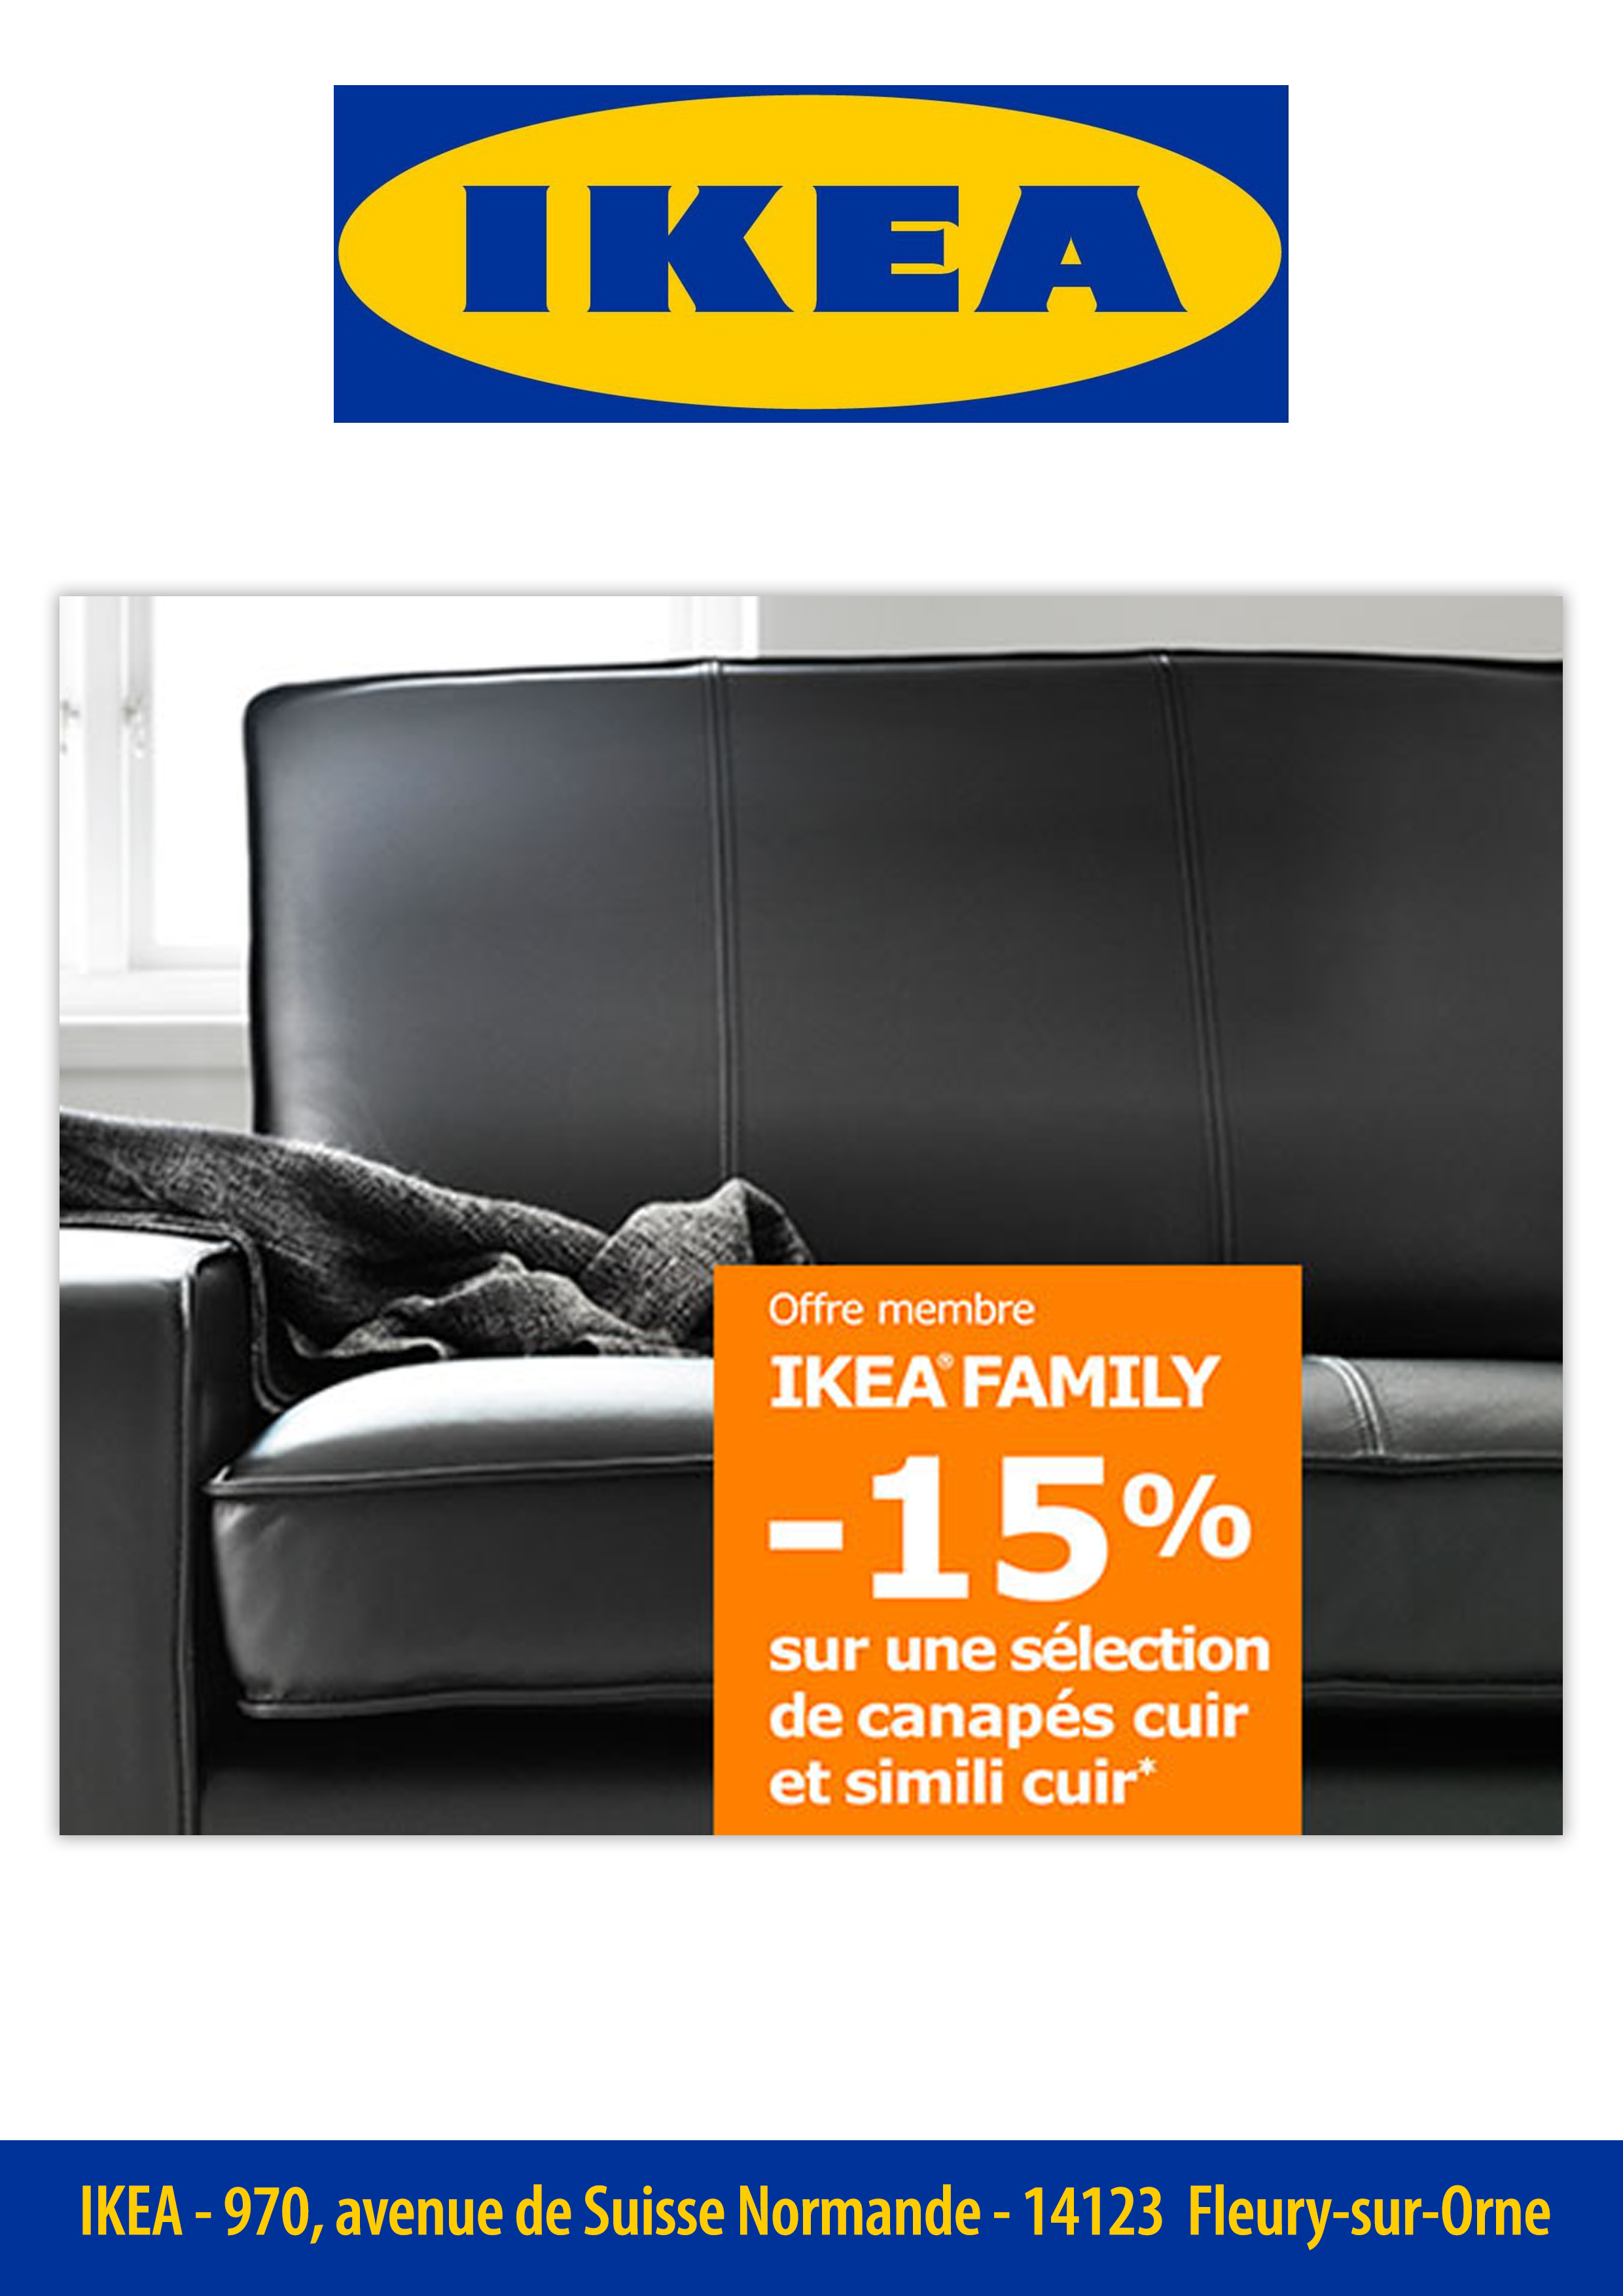 IKEA
Offre membre
IKEA® FAMILY
-15%
sur une sélection
de canapés cuir
et simili cuir*
IKEA - 970, avenue de Suisse Normande - 14123 Fleury-sur-Orne